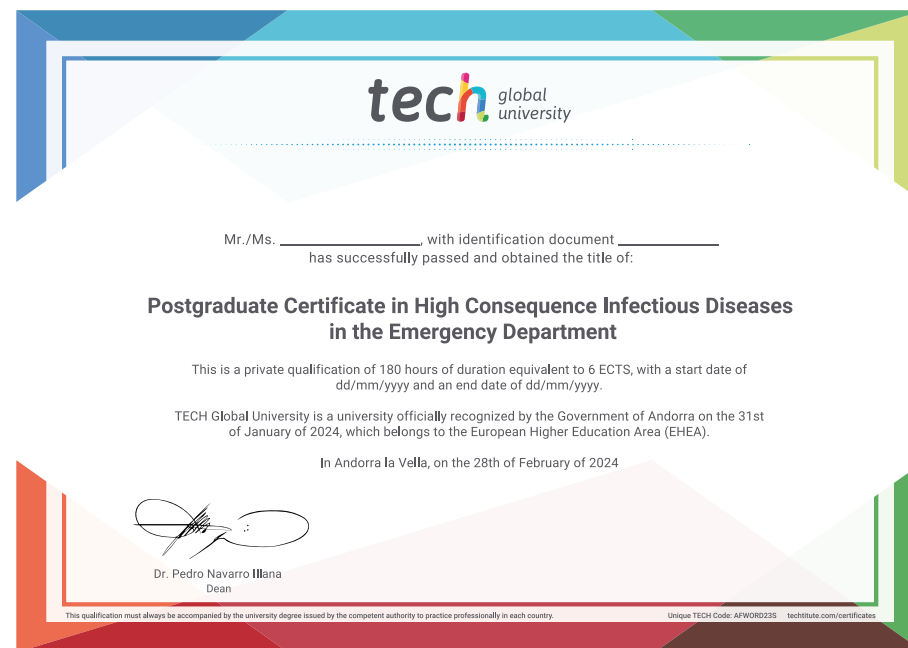 tech global
university
Mr./Ms. ____________________, with identification document ______________
has successfully passed and obtained the title of:
Postgraduate Certificate in High Consequence Infectious Diseases
in the Emergency Department
This is a private qualification of 180 hours of duration equivalent to 6 ECTS, with a start date of
dd/mm/yyyy and an end date of dd/mm/yyyy.
TECH Global University is a university officially recognized by the Government of Andorra on the 31st
of January of 2024, which belongs to the European Higher Education Area (EHEA).
In Andorra la Vella, on the 28th of February of 2024
Dr. Pedro Navarro Illana
Dean
This qualification must always be accompanied by the university degree issued by the competent authority to practice professionally in each country.
Unique TECH Code: AFWORD23S techtitute.com/certificates